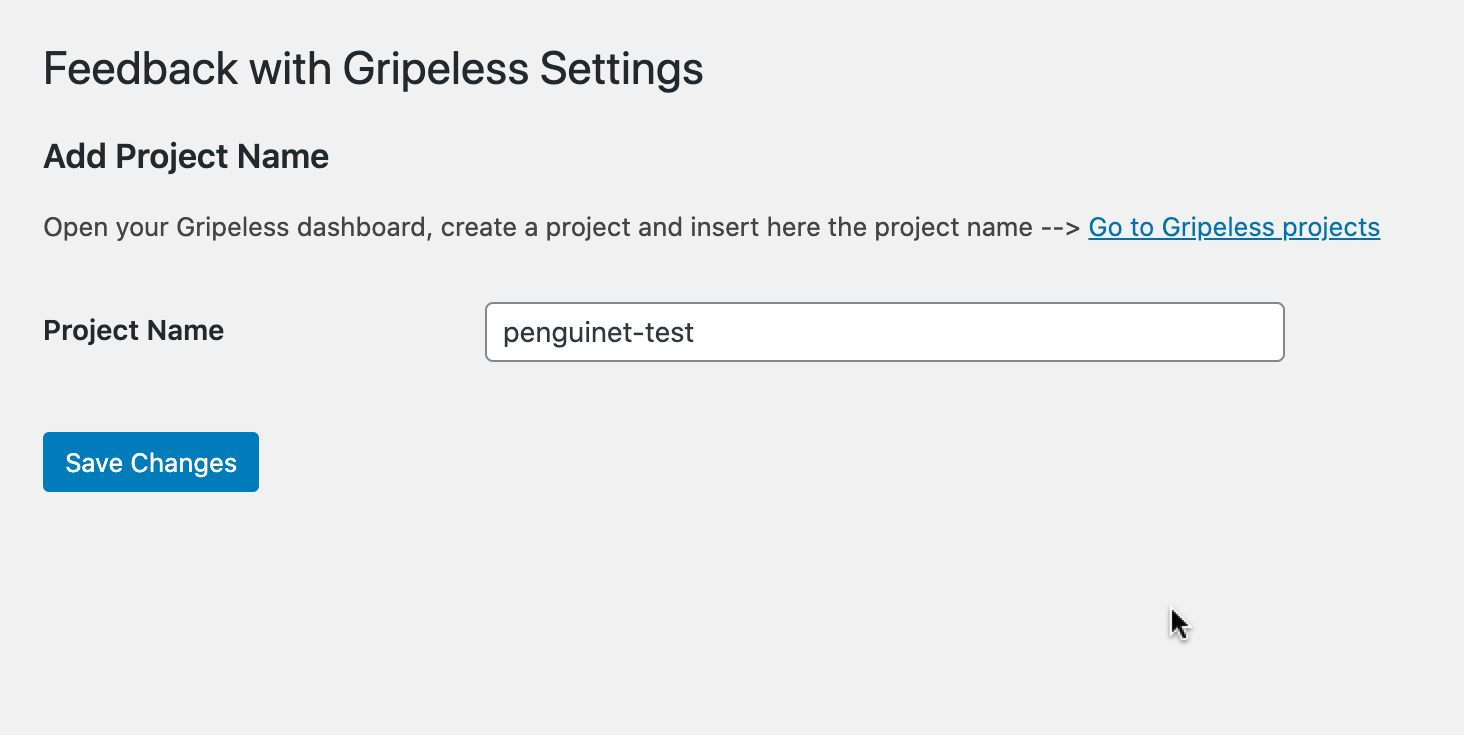 Feedback with Gripeless Settings
Add Project Name
Open your Gripeless dashboard, create a project and insert here the project name --> Go to Gripeless projects
Project Name
penguinet-test
Save Changes